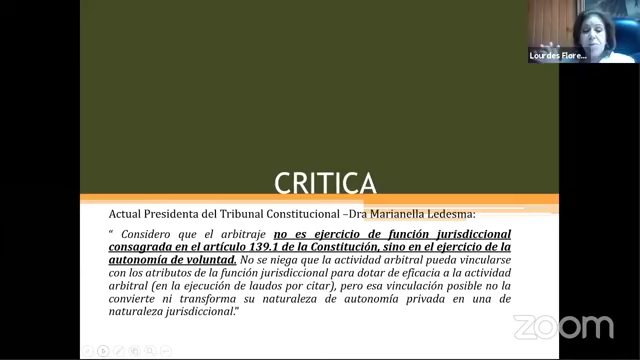 Lourdes Flore...
CRITICA
Actual Presidenta del Tribunal Constitucional –Dra Marianella Ledesma:
“ Considero que el arbitraje no es ejercicio de función jurisdiccional
consagrada en el artículo 139.1 de la Constitución, sino en el ejercicio de la
autonomía de voluntad. No se niega que la actividad arbitral pueda vincularse
con los atributos de la función jurisdiccional para dotar de eficacia a la actividad
arbitral (en la ejecución de laudos por citar), pero esa vinculación posible no la
convierte ni transforma su naturaleza de autonomía privada en una de
naturaleza jurisdiccional.”
zoom